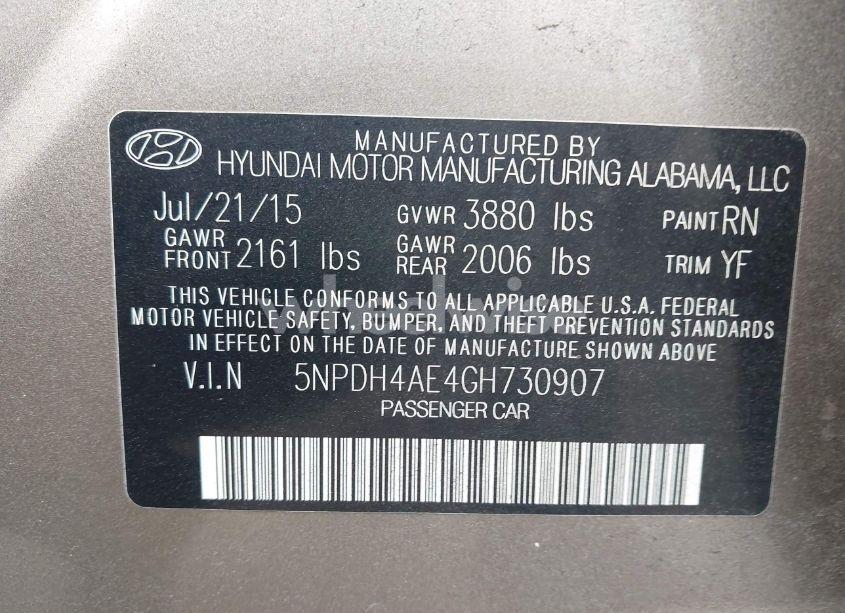 MANUFACTURED BY
HYUNDAI MOTOR MANUFACTURING ALABAMA, LLC
Jul/21/15 GVWR 3880 lbs PAINT RN
GAWR FRONT 2161 lbs GAWR REAR 2006 lbs TRIM YF
THIS VEHICLE CONFORMS TO ALL APPLICABLE U.S.A. FEDERAL
MOTOR VEHICLE SAFETY, BUMPER, AND THEFT PREVENTION STANDARDS
IN EFFECT ON THE DATE OF MANUFACTURE SHOWN ABOVE
V.I.N 5NPDH4AE4GH730907
PASSENGER CAR